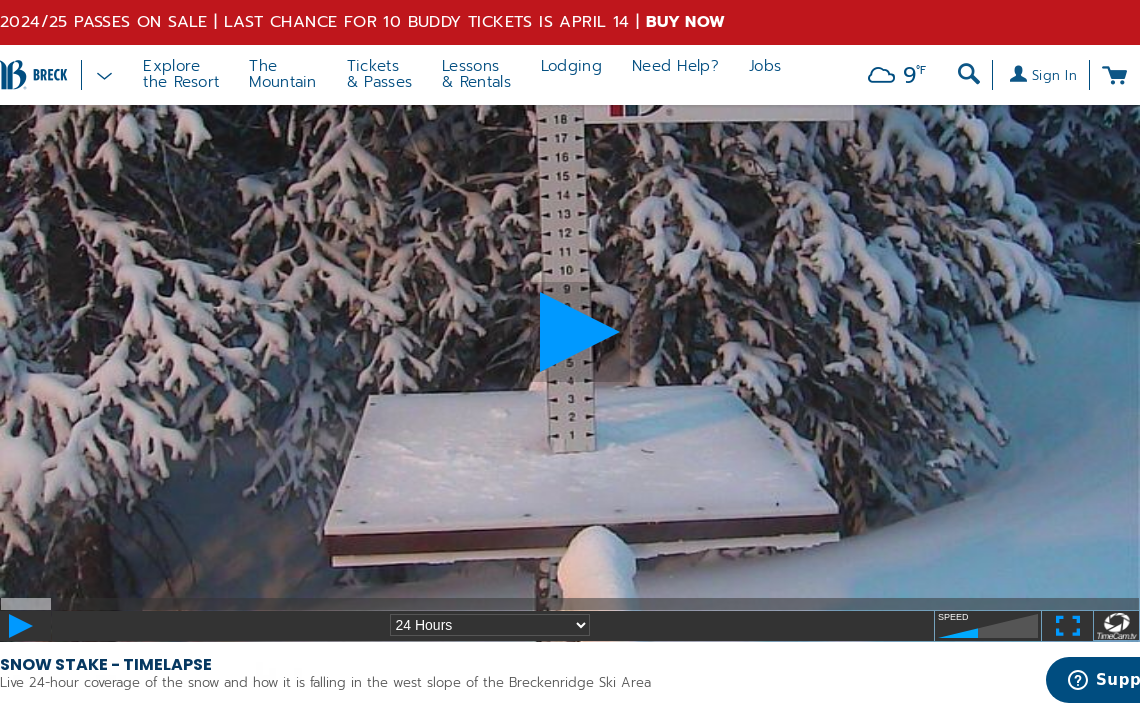 2024/25 PASSES ON SALE | LAST CHANCE FOR 10 BUDDY TICKETS IS APRIL 14 | BUY NOW
BRECK
Explore
the Resort
The
Mountain
Tickets
& Passes
Lessons
& Rentals
Lodging
Need Help?
Jobs
9°F
Sign In
18
17
16
15
14
13
12
11
10
9
5
4
3
2
1
24 Hours
SPEED
TimeCam.tv
SNOW STAKE - TIMELAPSE
Live 24-hour coverage of the snow and how it is falling in the west slope of the Breckenridge Ski Area
Supp